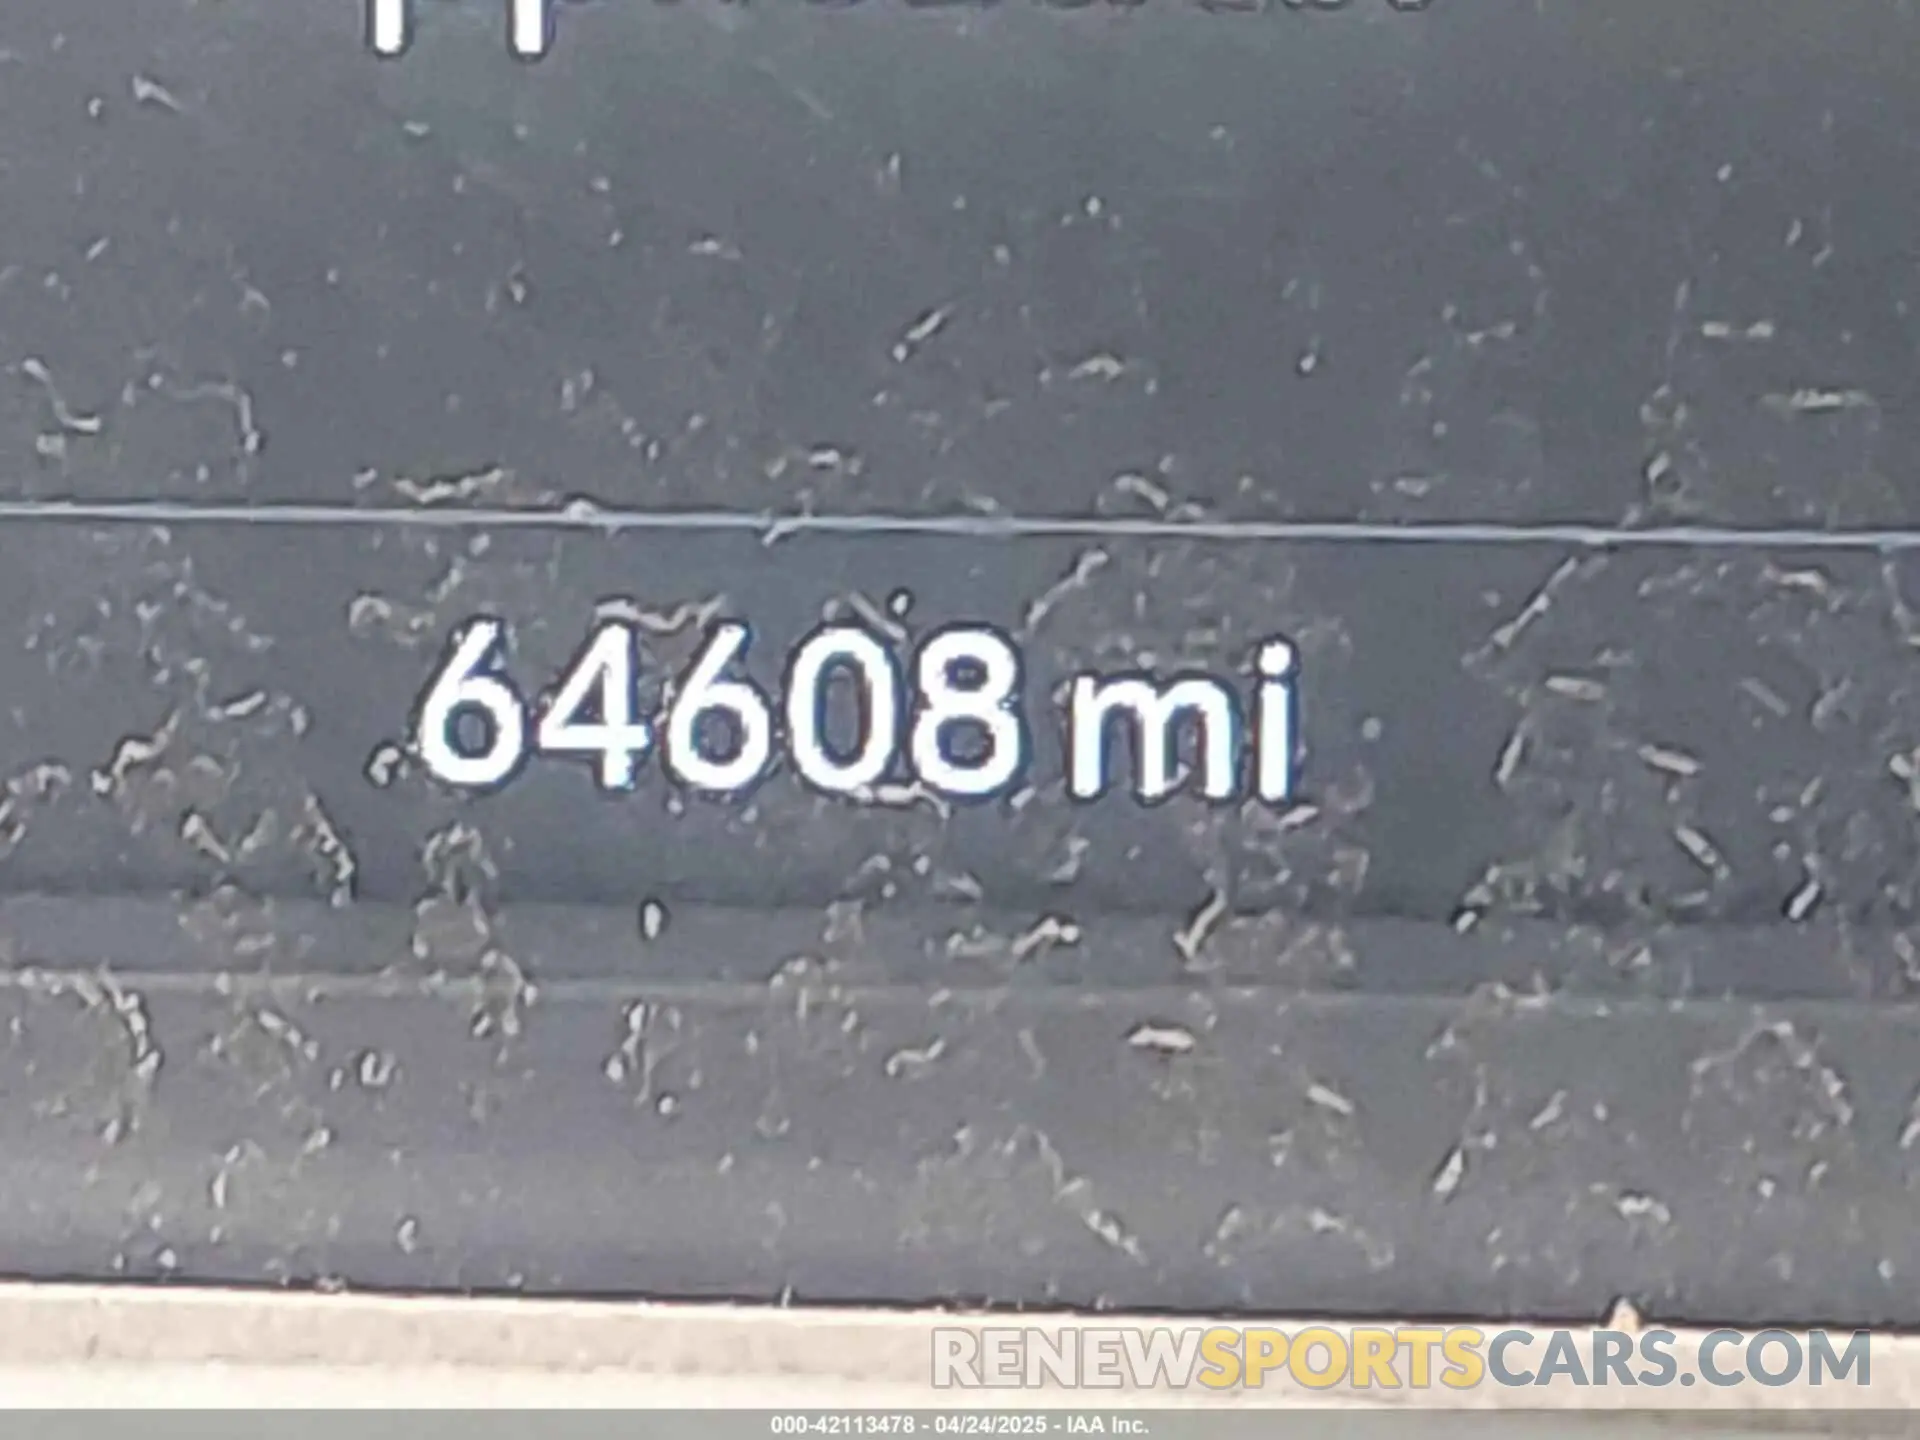 64608 mi
RENEWSPORTSCARS.COM
000-42113478 - 04/24/2025 - IAA Inc.